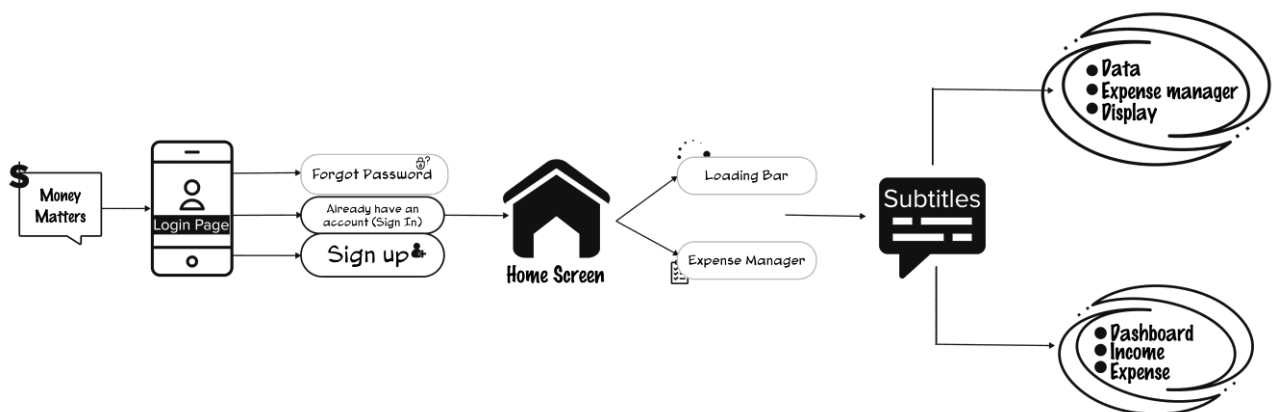 $
Money
Matters
Login Page
Forgot Password
?
Already have an
account (Sign In)
Sign up
Home Screen
Loading Bar
Expense Manager
Subtitles
Data
Expense manager
Display
Dashboard
Income
Expense